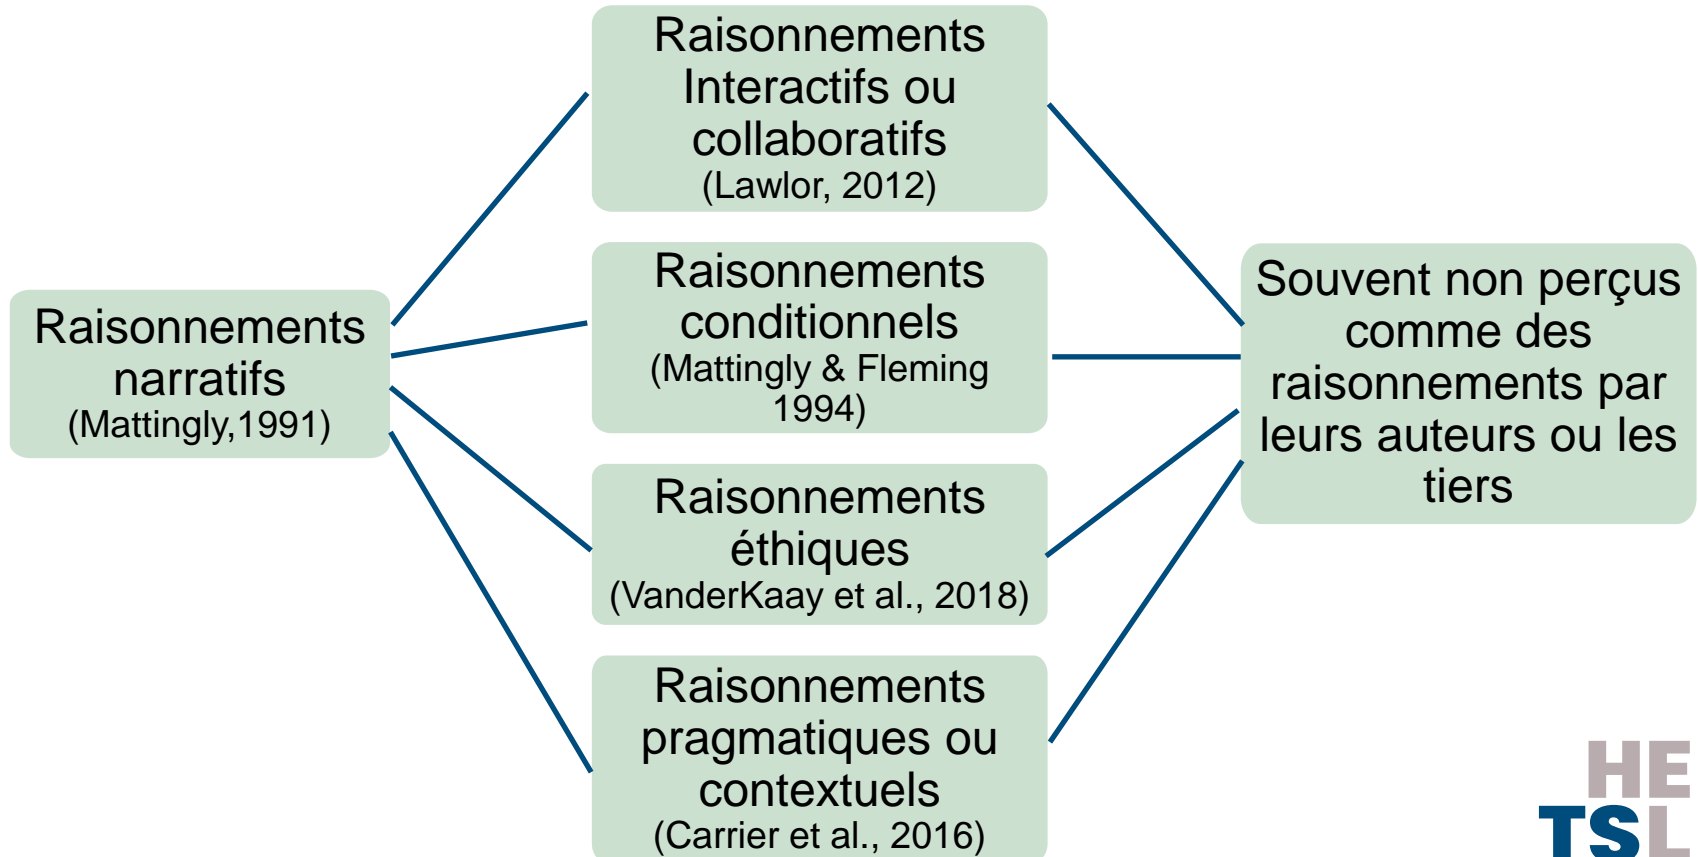 Raisonnements
narratifs
(Mattingly,1991)
Raisonnements
Interactifs ou
collaboratifs
(Lawlor, 2012)
Raisonnements
conditionnels
(Mattingly & Fleming
1994)
Raisonnements
éthiques
(VanderKaay et al., 2018)
Raisonnements
pragmatiques ou
contextuels
(Carrier et al., 2016)
Souvent non perçus
comme des
raisonnements par
leurs auteurs ou les
tiers
HE
TSL